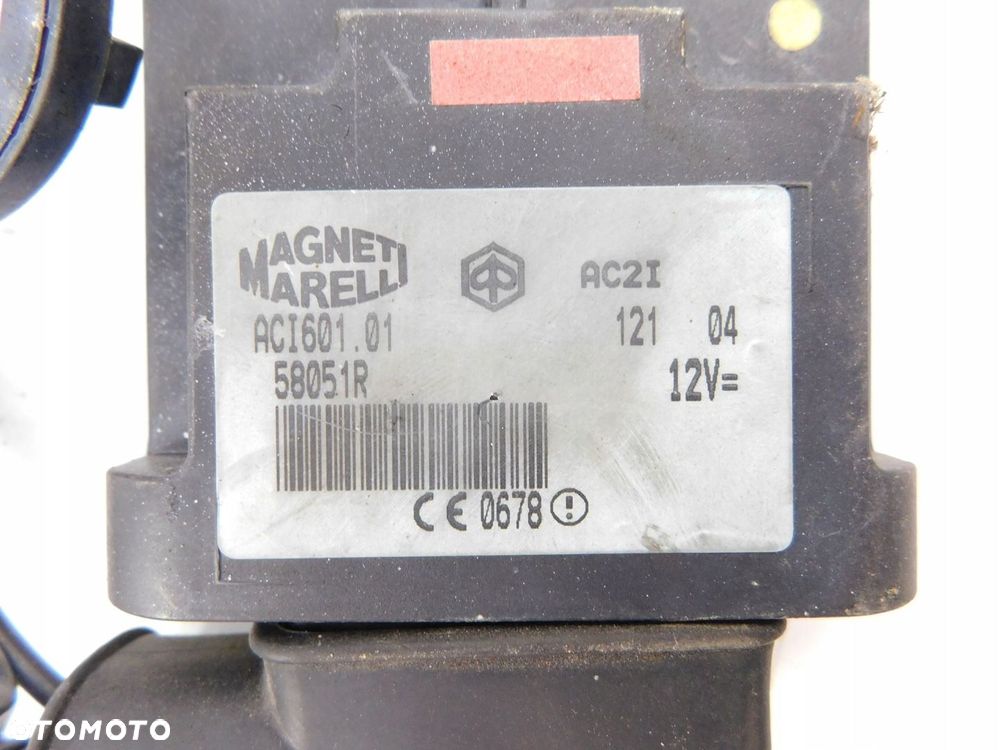 MAGNETI
MARELLI
AC2I
ACI601.01
121 04
58051R
12V=
CE 0678
OTOMOTO